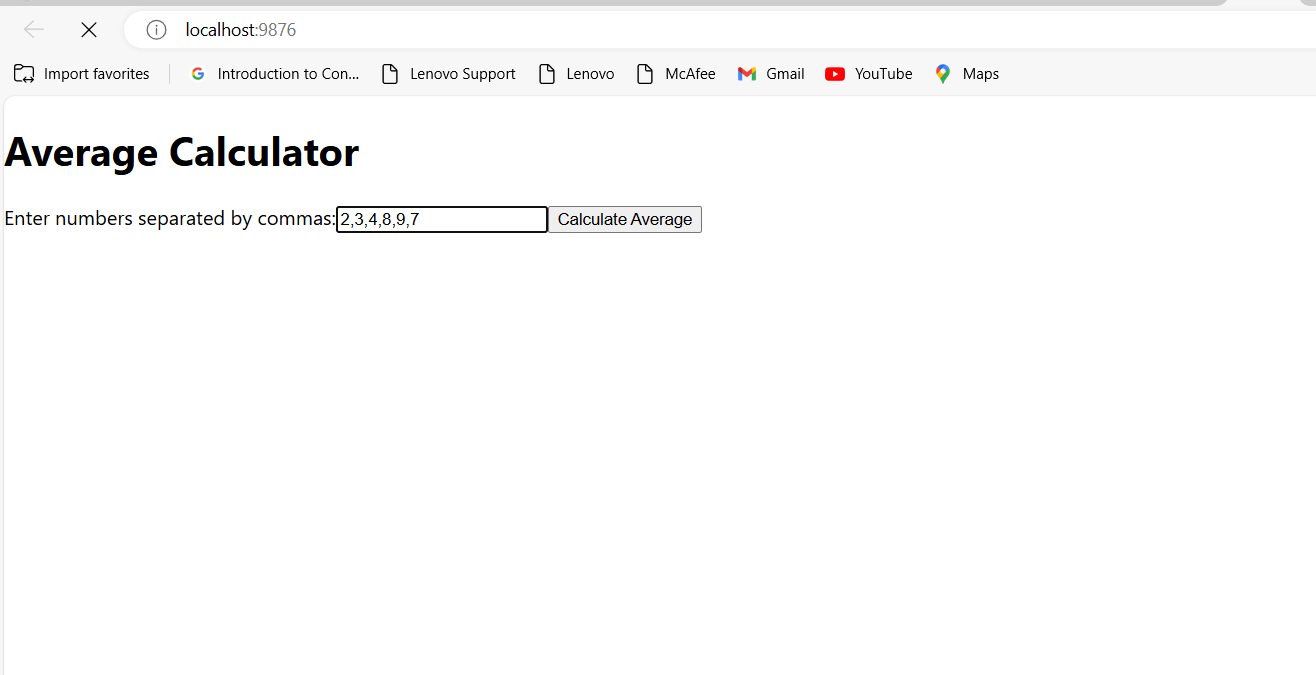 localhost:9876
Import favorites Introduction to Con... Lenovo Support Lenovo McAfee Gmail YouTube Maps
Average Calculator
Enter numbers separated by commas:2,3,4,8,9,7 Calculate Average